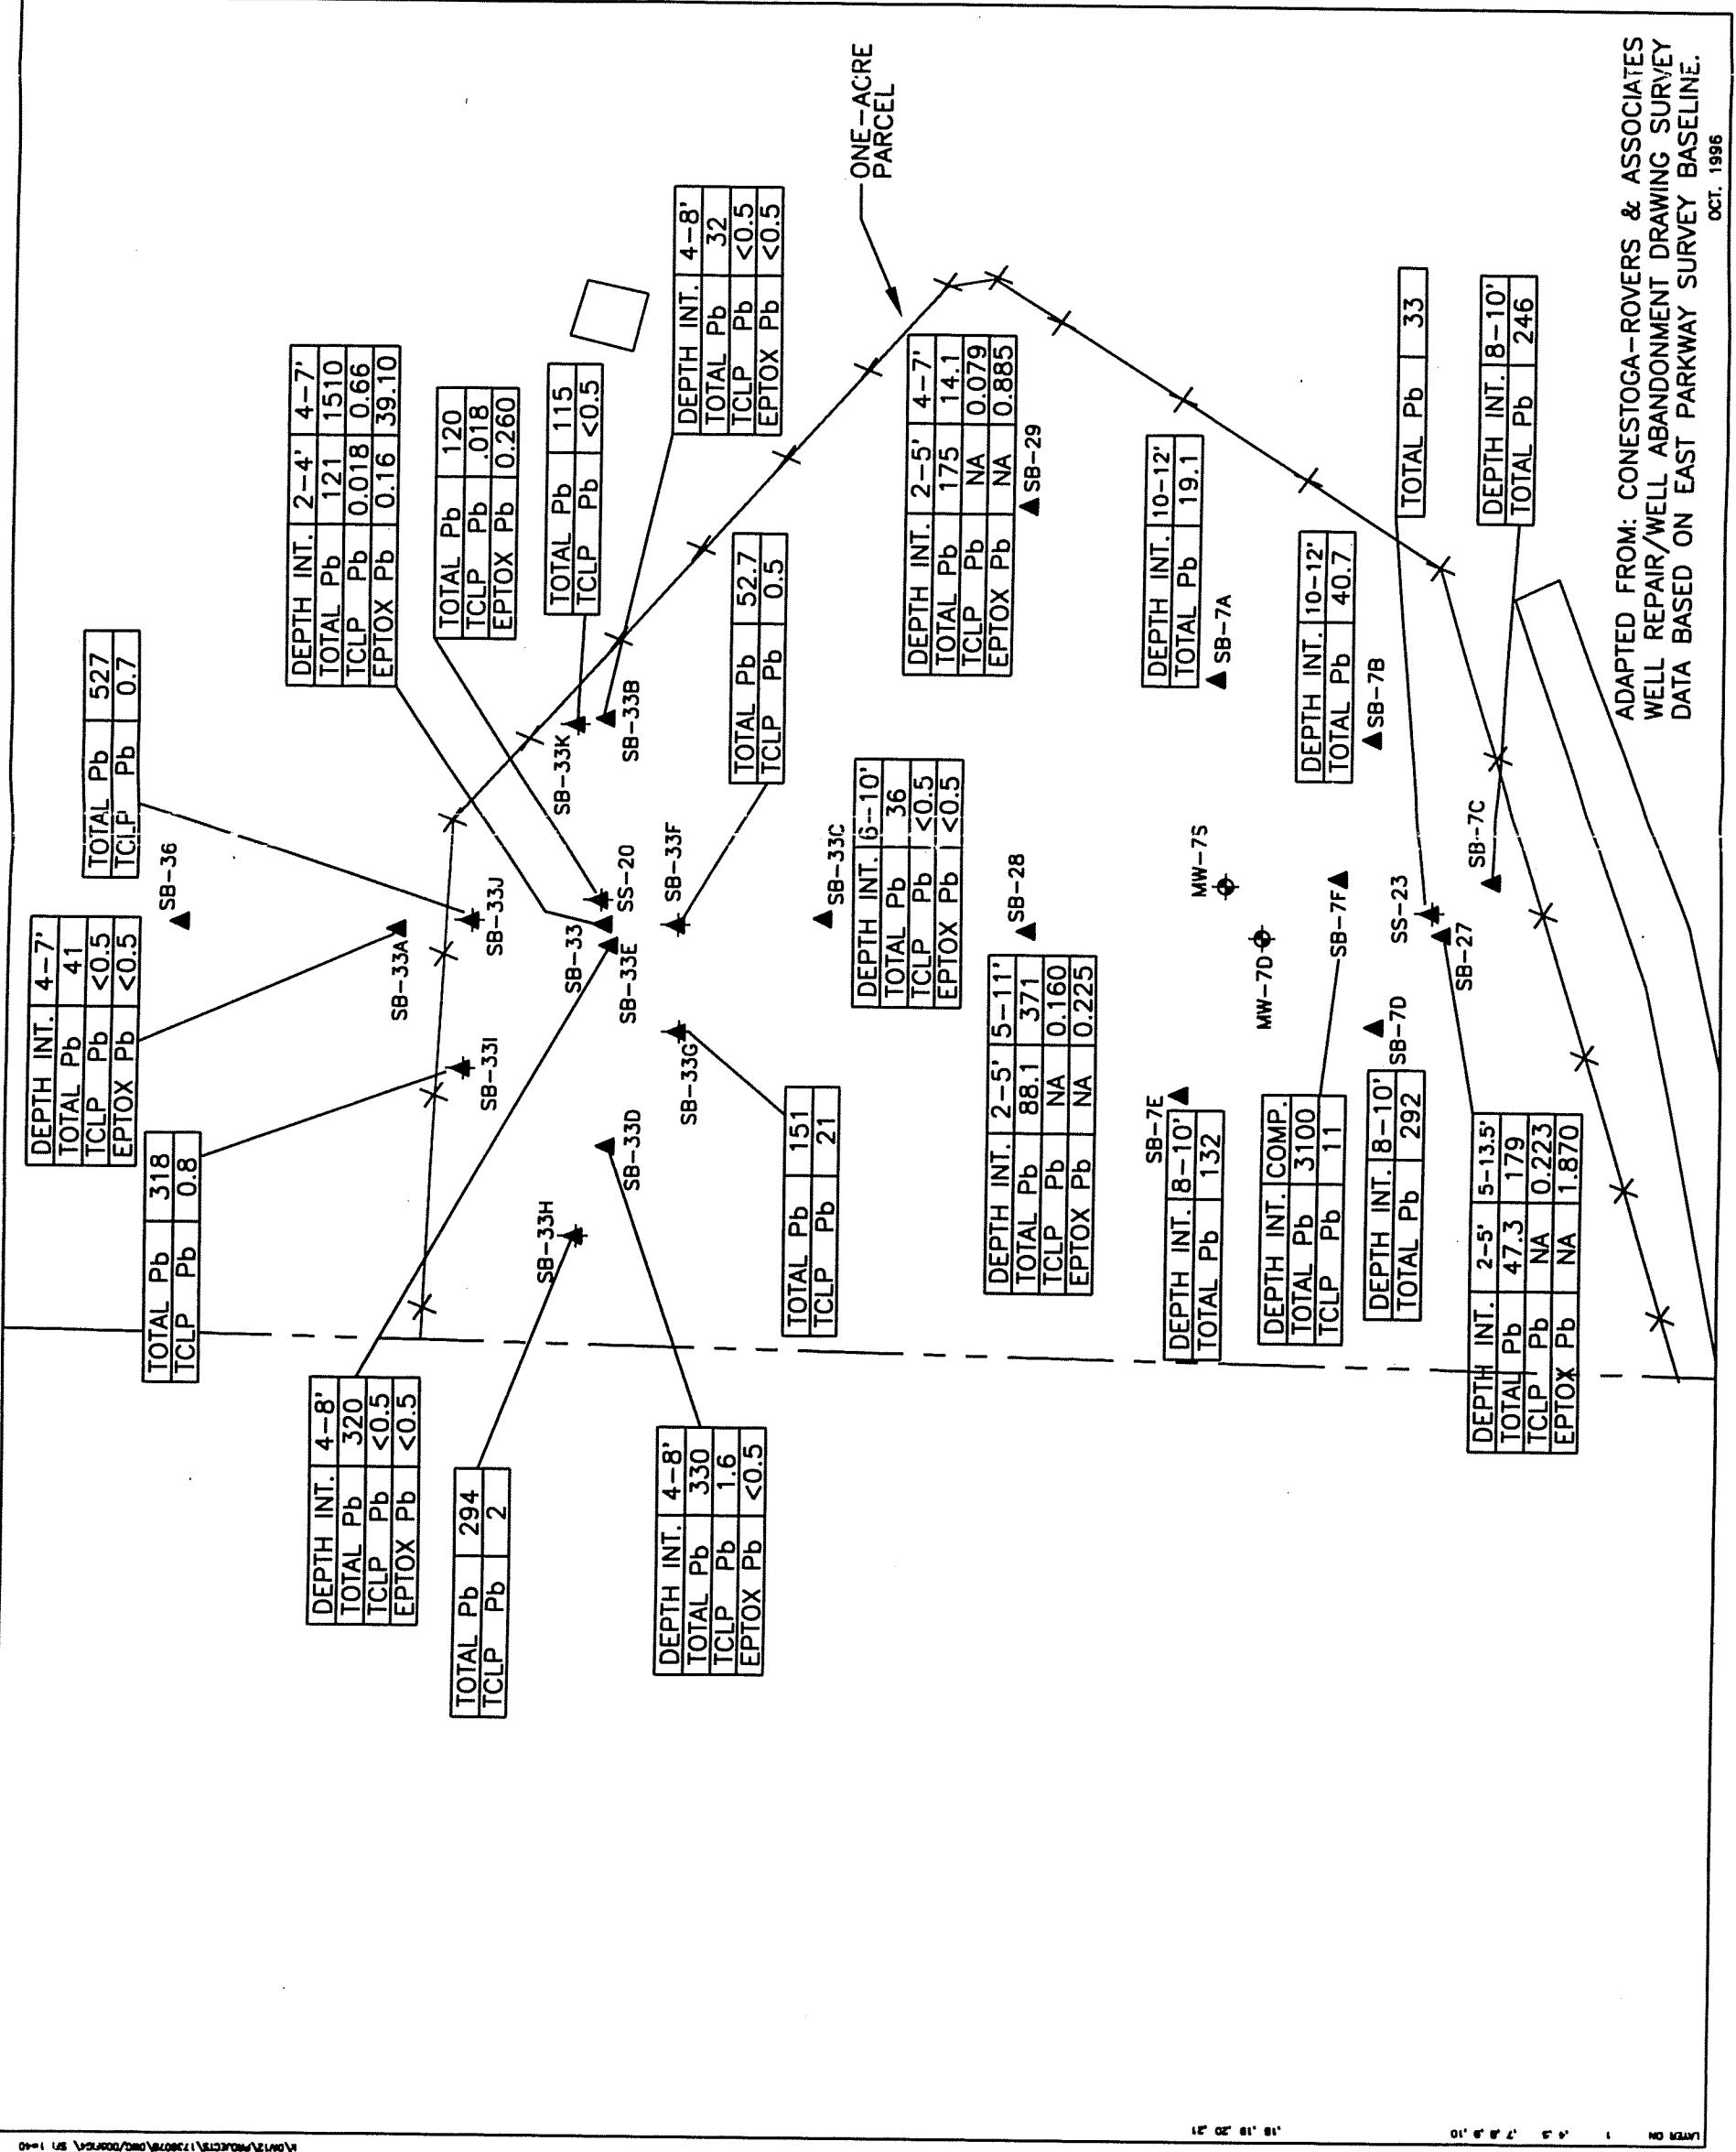 DEPTH INT. 4-7'
TOTAL Pb 41
TCLP Pb <0.5
EPTOX Pb <0.5
TOTAL Pb 527
TCLP Pb 0.7
SB-36
TOTAL Pb 318
TCLP Pb 0.8
DEPTH INT. 2-4' 4-7'
TOTAL Pb 121 1510
TCLP Pb 0.018 0.66
EPTOX Pb 0.16 39.10
SB-33A
DEPTH INT. 4-8'
TOTAL Pb 320
TCLP Pb <0.5
EPTOX Pb <0.5
TOTAL Pb 120
TCLP Pb .018
EPTOX Pb 0.260
SB-33I
SB-33J
TOTAL Pb 294
TCLP Pb 2
SB-33H
SB-33
SB-33K
TOTAL Pb 115
TCLP Pb <0.5
SB-33D
SB-33E
SS-20
SB-33B
DEPTH INT. 4-8'
TOTAL Pb 32
TCLP Pb <0.5
EPTOX Pb <0.5
DEPTH INT. 4-8'
TOTAL Pb 330
TCLP Pb 1.6
EPTOX Pb <0.5
SB-33G
SB-33F
TOTAL Pb 52.7
TCLP Pb 0.5
TOTAL Pb 151
TCLP Pb 21
SB-33C
ONE-ACRE
PARCEL
DEPTH INT. 6-10'
TOTAL Pb 36
TCLP Pb <0.5
EPTOX Pb <0.5
DEPTH INT. 2-5' 4-7'
TOTAL Pb 175 14.1
TCLP Pb NA 0.079
EPTOX Pb NA 0.885
SB-29
SB-28
DEPTH INT. 2-5' 5-11'
TOTAL Pb 88.1 371
TCLP Pb NA 0.160
EPTOX Pb NA 0.225
SB-7E
DEPTH INT. 8-10'
TOTAL Pb 132
MW-7S
DEPTH INT. 10-12'
TOTAL Pb 19.1
SB-7A
MW-7D
DEPTH INT. COMP.
TOTAL Pb 3100
TCLP Pb 11
SB-7F
DEPTH INT. 10-12'
TOTAL Pb 40.7
SB-7B
DEPTH INT. 8-10'
TOTAL Pb 292
SB-7D
SS-23
TOTAL Pb 33
SB-27
SB-7C
DEPTH INT. 8-10'
TOTAL Pb 246
DEPTH INT. 2-5' 5-13.5'
TOTAL Pb 47.3 179
TCLP Pb NA 0.223
EPTOX Pb NA 1.870
ADAPTED FROM: CONESTOGA-ROVERS & ASSOCIATES
WELL REPAIR/WELL ABANDONMENT DRAWING SURVEY
DATA BASED ON EAST PARKWAY SURVEY BASELINE.
OCT. 1996
LAYER ON 1